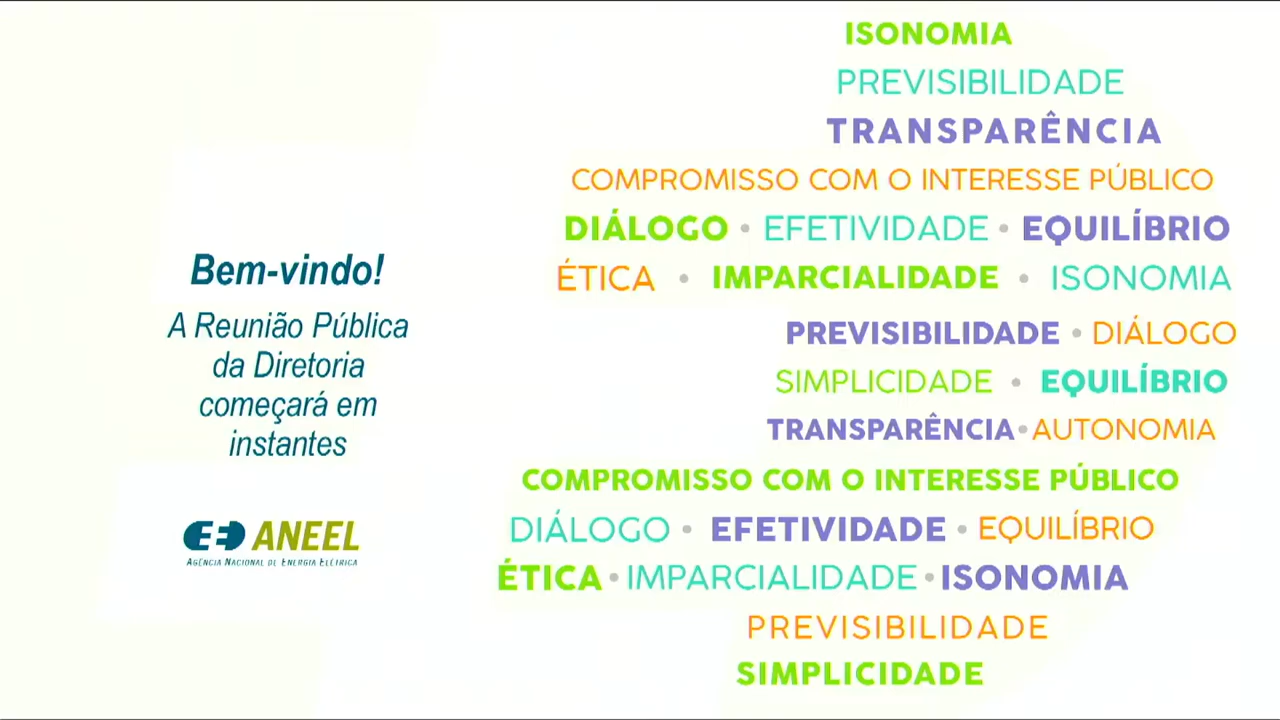 Bem-vindo!
A Reunião Pública
da Diretoria
começará em
instantes
ANEEL
AGÊNCIA NACIONAL DE ENERGIA ELÉTRICA
ISONOMIA
PREVISIBILIDADE
TRANSPARÊNCIA
COMPROMISSO COM O INTERESSE PÚBLICO
DIÁLOGO • EFETIVIDADE • EQUILÍBRIO
ÉTICA • IMPARCIALIDADE • ISONOMIA
PREVISIBILIDADE • DIÁLOGO
SIMPLICIDADE • EQUILÍBRIO
TRANSPARÊNCIA • AUTONOMIA
COMPROMISSO COM O INTERESSE PÚBLICO
DIÁLOGO • EFETIVIDADE • EQUILÍBRIO
ÉTICA • IMPARCIALIDADE • ISONOMIA
PREVISIBILIDADE
SIMPLICIDADE